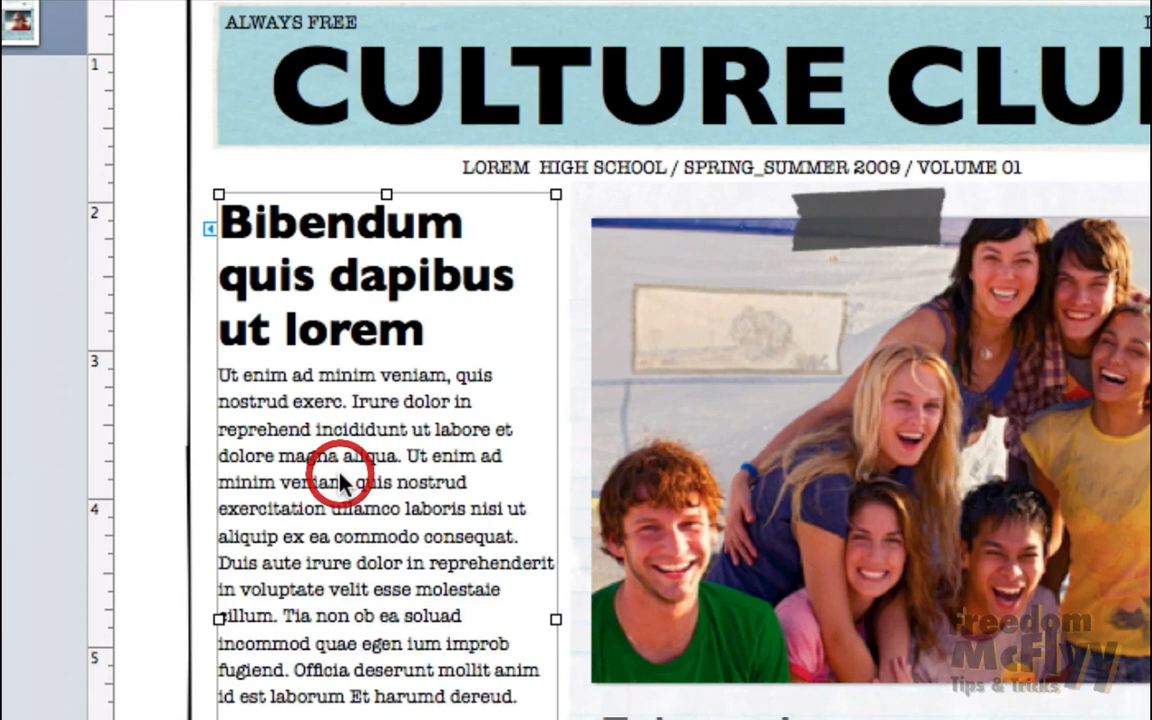 ALWAYS FREE
CULTURE CLU
LOREM HIGH SCHOOL / SPRING_SUMMER 2009 / VOLUME 01
Bibendum
quis dapibus
ut lorem
Ut enim ad minim veniam, quis
nostrud exerc. Irure dolor in
reprehend incididunt ut labore et
dolore magna aliqua. Ut enim ad
minim veniam, quis nostrud
exercitation ullamco laboris nisi ut
aliquip ex ea commodo consequat.
Duis aute irure dolor in reprehenderit
in voluptate velit esse molestaie
cillum. Tia non ob ea soluad
incommod quae egen ium improb
fugiend. Officia deserunt mollit anim
id est laborum Et harumd dereud.
1
2
3
4
5
Freedom
McFlyy
Tips & Tricks